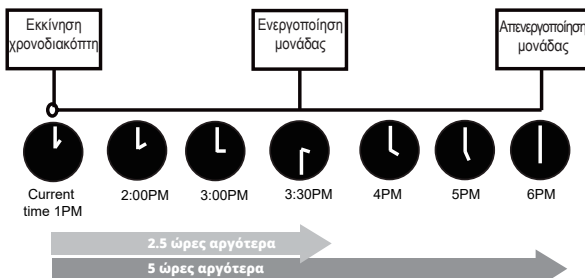 Εκκίνηση
χρονοδιακόπτη
Ενεργοποίηση
μονάδας
Απενεργοποίηση
μονάδας
Current
time 1PM
2:00PM
3:00PM
3:30PM
4PM
5PM
6PM
2.5 ώρες αργότερα
5 ώρες αργότερα